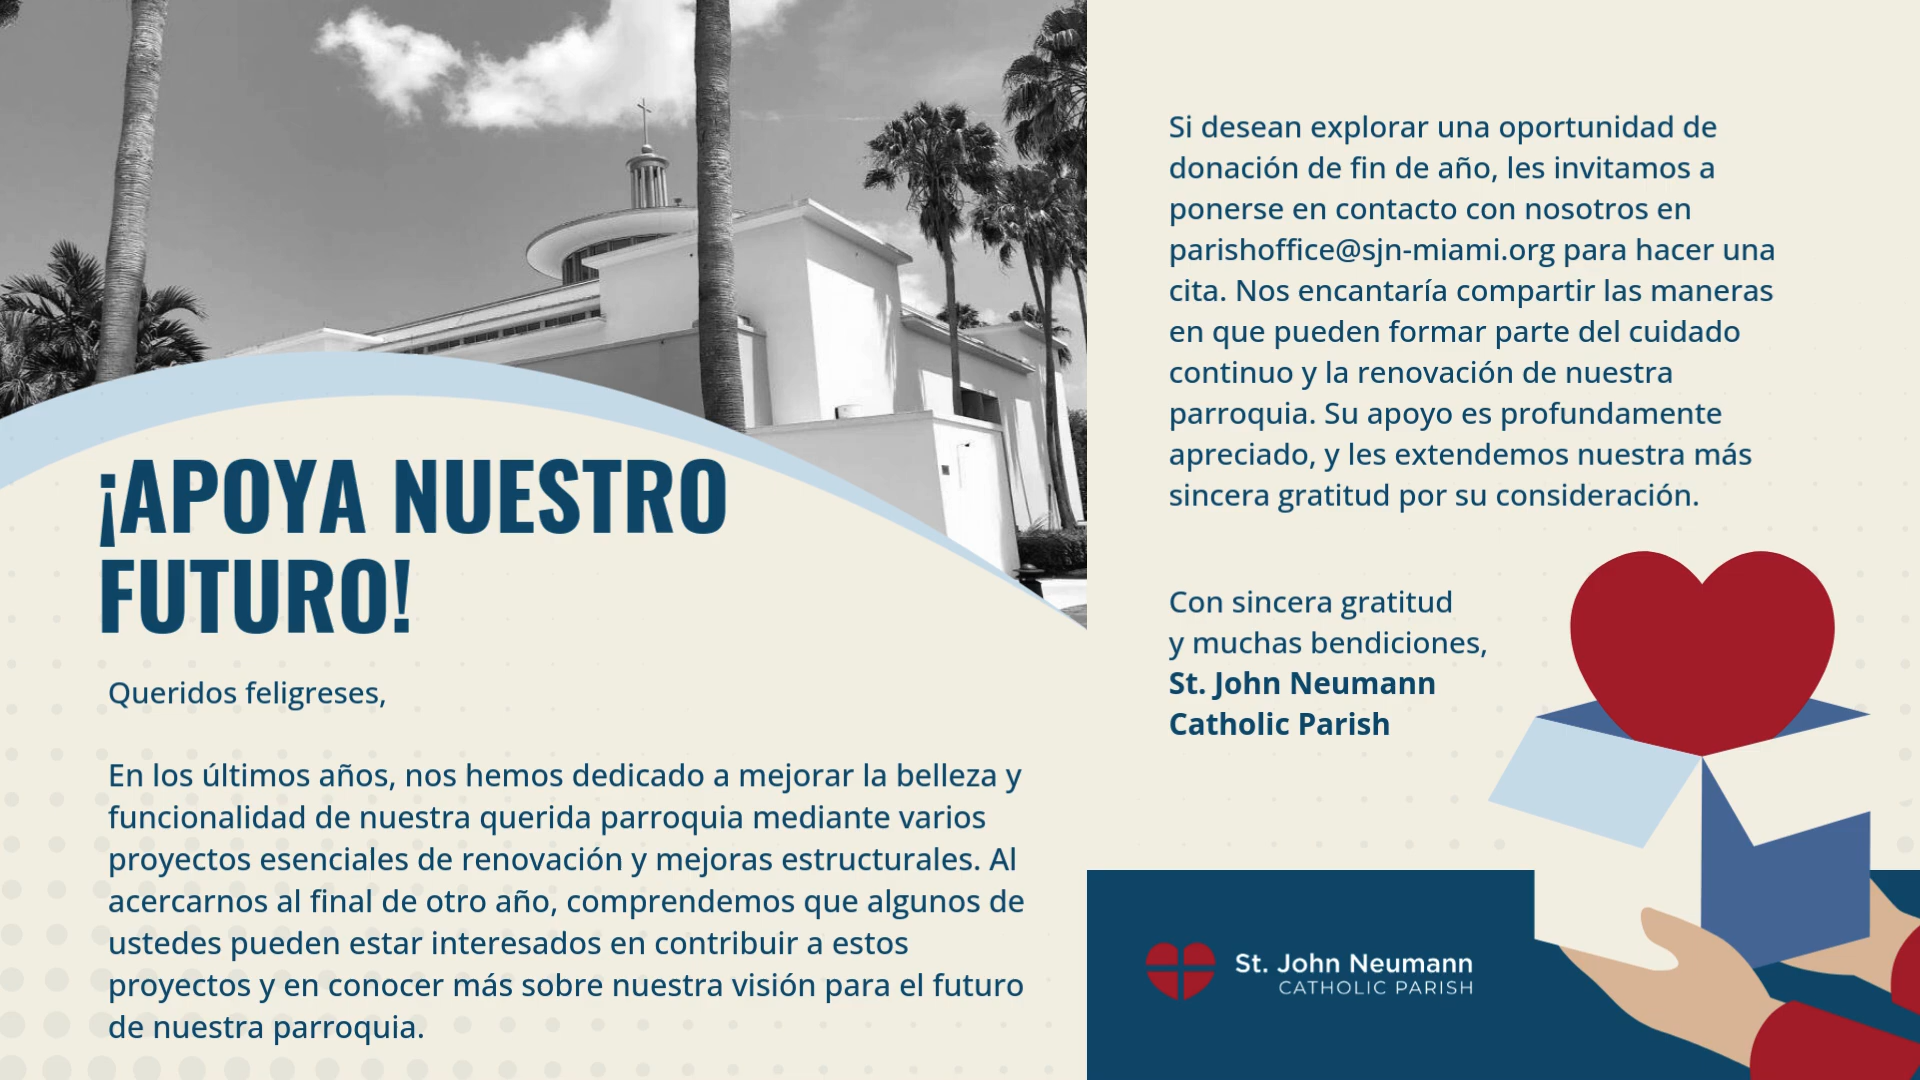 ¡APOYA NUESTRO
FUTURO!
Queridos feligreses,
En los últimos años, nos hemos dedicado a mejorar la belleza y
funcionalidad de nuestra querida parroquia mediante varios
proyectos esenciales de renovación y mejoras estructurales. Al
acercarnos al final de otro año, comprendemos que algunos de
ustedes pueden estar interesados en contribuir a estos
proyectos y en conocer más sobre nuestra visión para el futuro
de nuestra parroquia.
Si desean explorar una oportunidad de
donación de fin de año, les invitamos a
ponerse en contacto con nosotros en
parishoffice@sjn-miami.org para hacer una
cita. Nos encantaría compartir las maneras
en que pueden formar parte del cuidado
continuo y la renovación de nuestra
parroquia. Su apoyo es profundamente
apreciado, y les extendemos nuestra más
sincera gratitud por su consideración.
Con sincera gratitud
y muchas bendiciones,
St. John Neumann
Catholic Parish
St. John Neumann
CATHOLIC PARISH